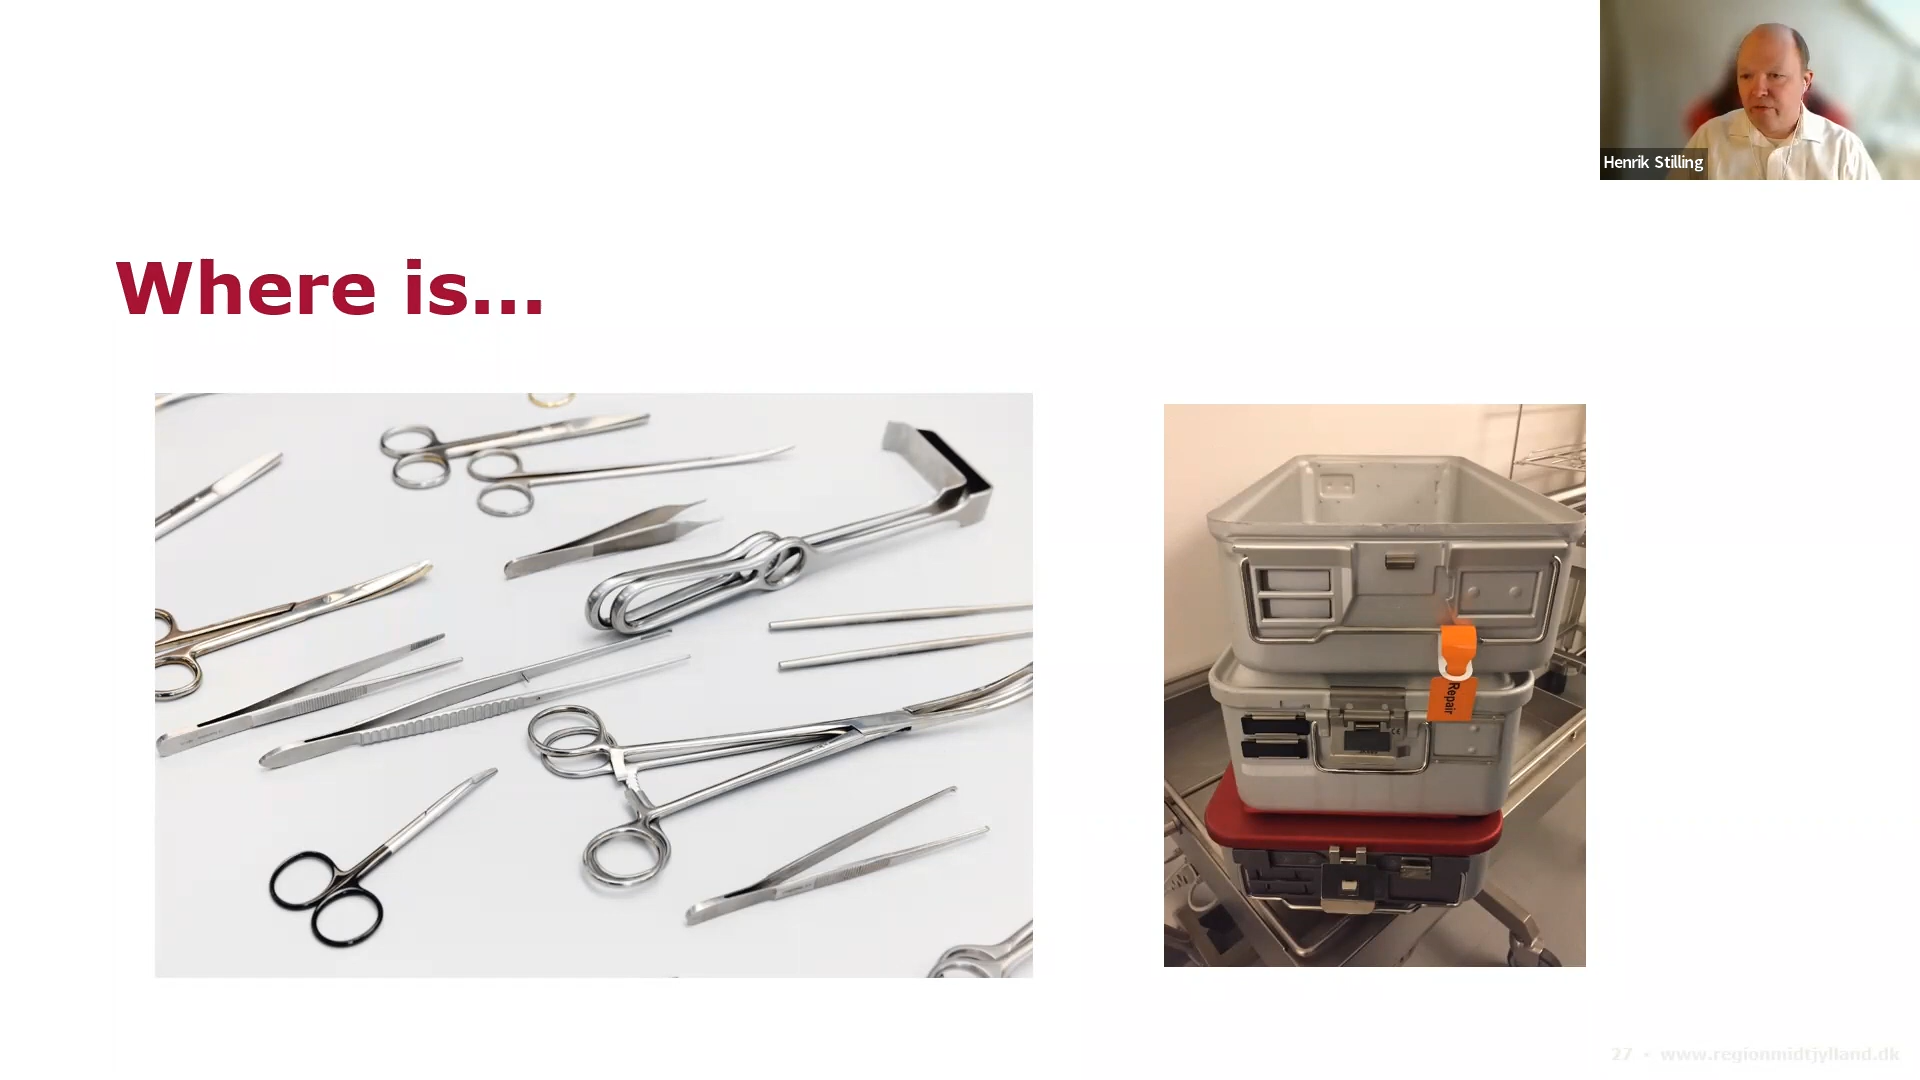 Henrik Stilling
Where is...
Repair
27 • www.regionmidtjylland.dk